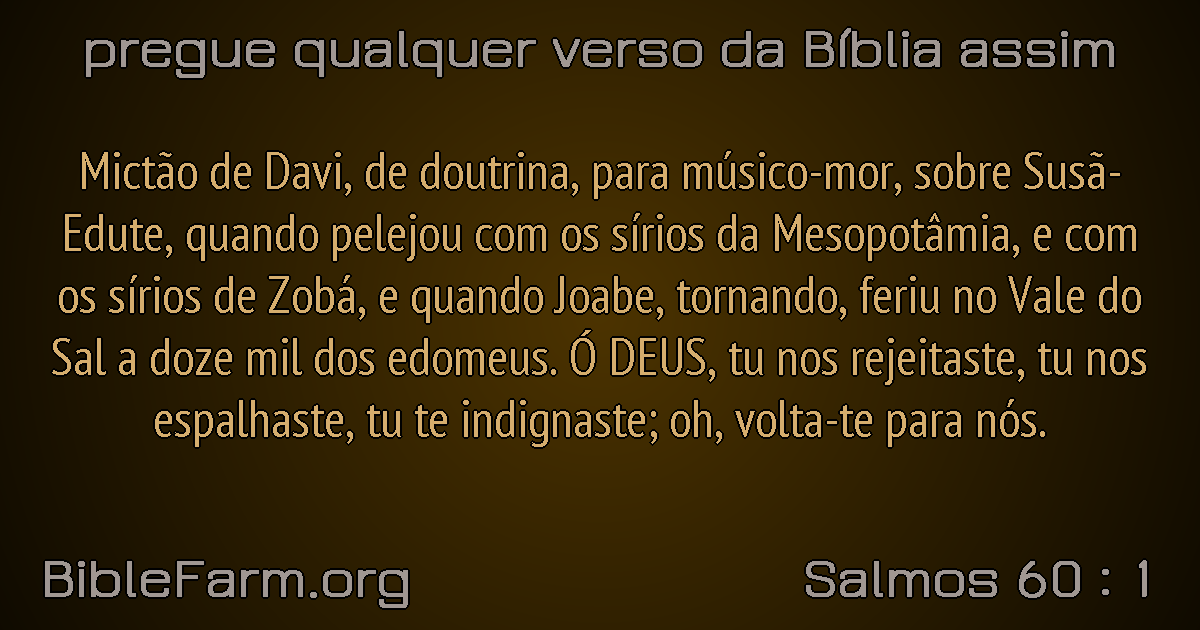 pregue qualquer verso da Bíblia assim
Mictão de Davi, de doutrina, para músico-mor, sobre Susã-
Edute, quando pelejou com os sírios da Mesopotâmia, e com
os sírios de Zobá, e quando Joabe, tornando, feriu no Vale do
Sal a doze mil dos edomeus. Ó DEUS, tu nos rejeitaste, tu nos
espalhaste, tu te indignaste; oh, volta-te para nós.
BibleFarm.org
Salmos 60 : 1